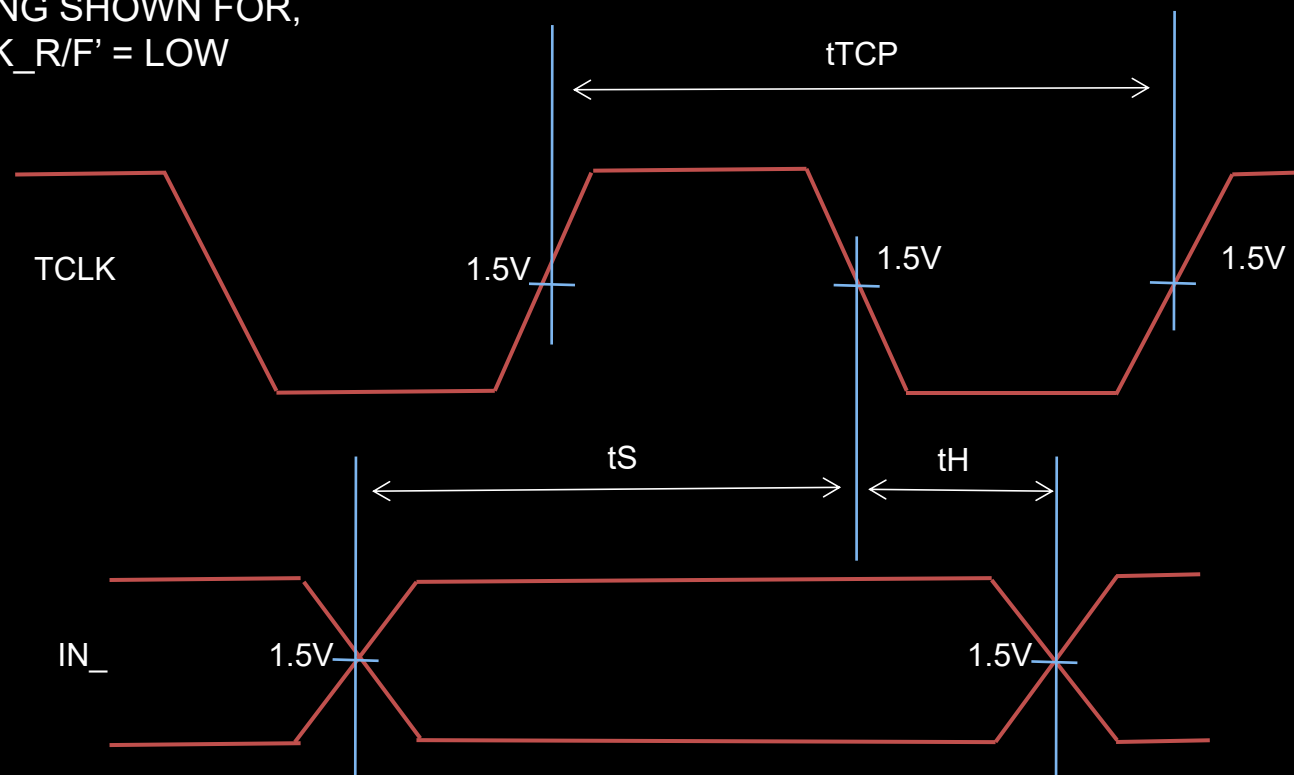 NG SHOWN FOR,
K_R/F’ = LOW
tTCP
TCLK
1.5V
1.5V
1.5V
tS
tH
IN_
1.5V
1.5V